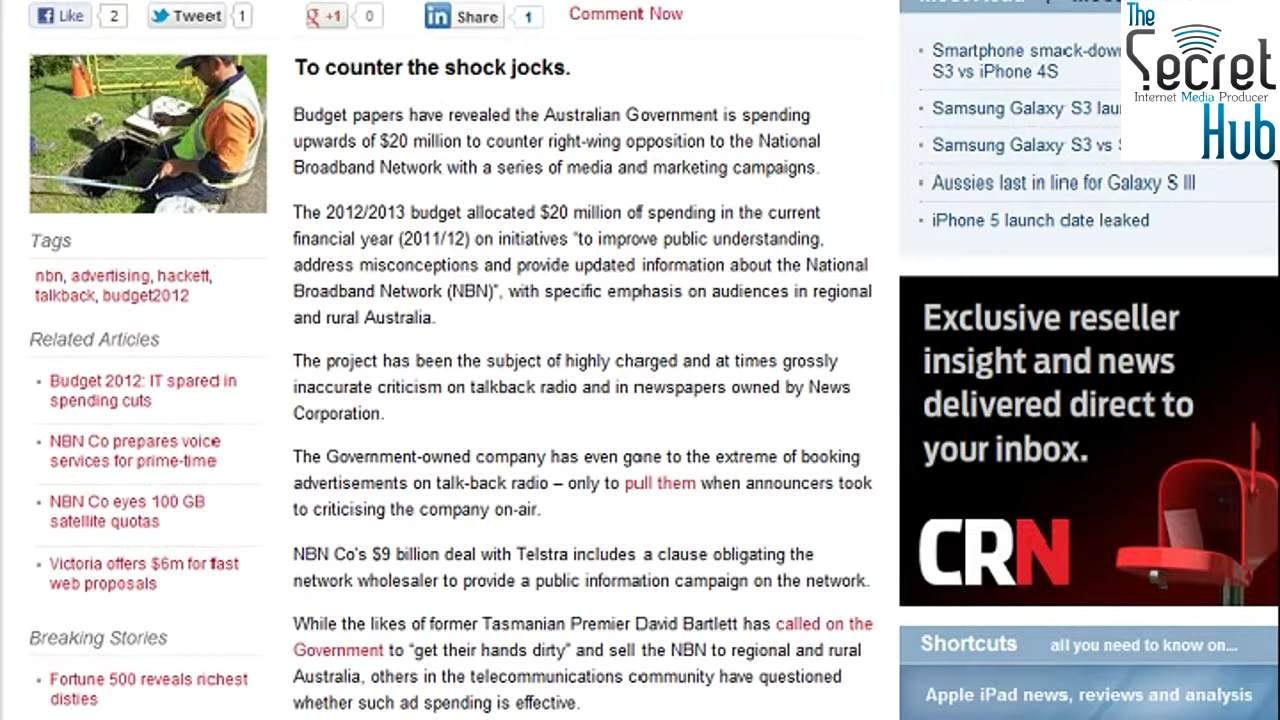 Like 2 Tweet 1 +1 0 Share 1 Comment Now
To counter the shock jocks.
Budget papers have revealed the Australian Government is spending
upwards of $20 million to counter right-wing opposition to the National
Broadband Network with a series of media and marketing campaigns.
The 2012/2013 budget allocated $20 million of spending in the current
financial year (2011/12) on initiatives "to improve public understanding,
address misconceptions and provide updated information about the National
Broadband Network (NBN)", with specific emphasis on audiences in regional
and rural Australia.
The project has been the subject of highly charged and at times grossly
inaccurate criticism on talkback radio and in newspapers owned by News
Corporation.
The Government-owned company has even gone to the extreme of booking
advertisements on talk-back radio – only to pull them when announcers took
to criticising the company on-air.
NBN Co's $9 billion deal with Telstra includes a clause obligating the
network wholesaler to provide a public information campaign on the network.
While the likes of former Tasmanian Premier David Bartlett has called on the
Government to "get their hands dirty" and sell the NBN to regional and rural
Australia, others in the telecommunications community have questioned
whether such ad spending is effective.
Tags
nbn, advertising, hackett,
talkback, budget2012
Related Articles
Budget 2012: IT spared in
spending cuts
NBN Co prepares voice
services for prime-time
NBN Co eyes 100 GB
satellite quotas
Victoria offers $6m for fast
web proposals
Breaking Stories
Fortune 500 reveals richest
disties
The
Secret
Internet Media Producer
Hub
Smartphone smack-down
S3 vs iPhone 4S
Samsung Galaxy S3
Samsung Galaxy S3 vs
Aussies last in line for Galaxy S III
iPhone 5 launch date leaked
Exclusive reseller
insight and news
delivered direct to
your inbox.
CRN
Shortcuts all you need to know on...
Apple iPad news, reviews and analysis